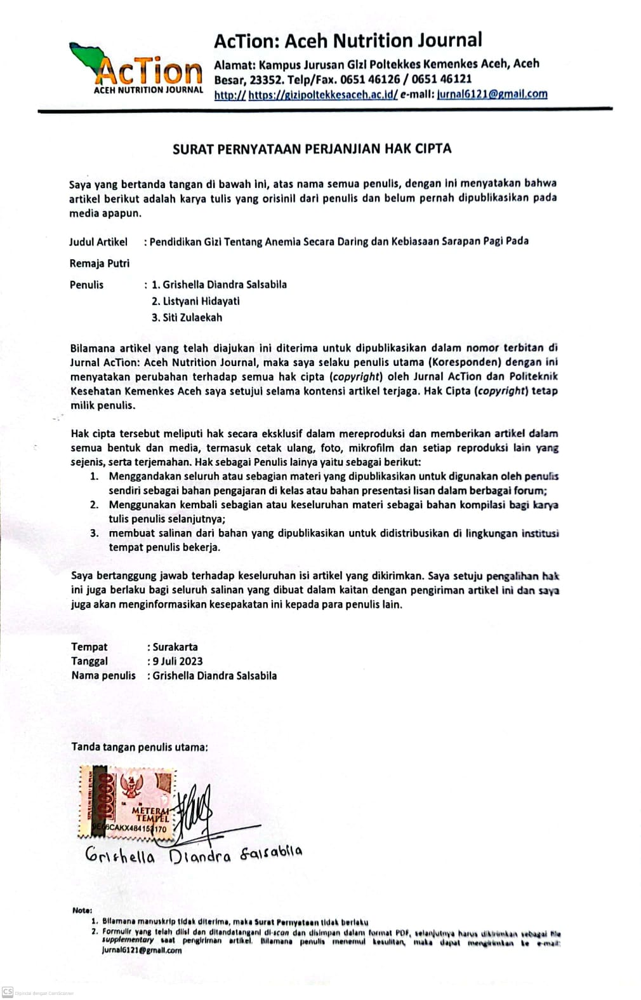 AcTion
ACEH NUTRITION JOURNAL
AcTion: Aceh Nutrition Journal
Alamat: Kampus Jurusan Gizi Poltekkes Kemenkes Aceh, Aceh
Besar, 23352. Telp/Fax. 0651 46126 / 0651 46121
http:// https://gizipoltekkesaceh.ac.id/ e-mail: jurnal6121@gmail.com
SURAT PERNYATAAN PERJANJIAN HAK CIPTA
Saya yang bertanda tangan di bawah ini, atas nama semua penulis, dengan ini menyatakan bahwa
artikel berikut adalah karya tulis yang orisinil dari penulis dan belum pernah dipublikasikan pada
media apapun.
Judul Artikel : Pendidikan Gizi Tentang Anemia Secara Daring dan Kebiasaan Sarapan Pagi Pada
Remaja Putri
Penulis : 1. Grishella Diandra Salsabila
2. Listyani Hidayati
3. Siti Zulaekah
Bilamana artikel yang telah diajukan ini diterima untuk dipublikasikan dalam nomor terbitan di
Jurnal AcTion: Aceh Nutrition Journal, maka saya selaku penulis utama (Koresponden) dengan ini
menyatakan perubahan terhadap semua hak cipta (copyright) oleh Jurnal AcTion dan Politeknik
Kesehatan Kemenkes Aceh saya setujui selama kontensi artikel terjaga. Hak Cipta (copyright) tetap
milik penulis.
Hak cipta tersebut meliputi hak secara eksklusif dalam mereproduksi dan memberikan artikel dalam
semua bentuk dan media, termasuk cetak ulang, foto, mikrofilm dan setiap reproduksi lain yang
sejenis, serta terjemahan. Hak sebagai Penulis lainya yaitu sebagai berikut:
1. Menggandakan seluruh atau sebagian materi yang dipublikasikan untuk digunakan oleh penulis
sendiri sebagai bahan pengajaran di kelas atau bahan presentasi lisan dalam berbagai forum;
2. Menggunakan kembali sebagian atau keseluruhan materi sebagai bahan kompilasi bagi karya
tulis penulis selanjutnya;
3. membuat salinan dari bahan yang dipublikasikan untuk didistribusikan di lingkungan institusi
tempat penulis bekerja.
Saya bertanggung jawab terhadap keseluruhan isi artikel yang dikirimkan. Saya setuju pengalihan hak
ini juga berlaku bagi seluruh salinan yang dibuat dalam kaitan dengan pengiriman artikel ini dan saya
juga akan menginformasikan kesepakatan ini kepada para penulis lain.
Tempat : Surakarta
Tanggal : 9 Juli 2023
Nama penulis : Grishella Diandra Salsabila
Tanda tangan penulis utama:
10000
METERAI
TEMPEL
Grishella Diandra Salsabila
Note:
1. Bilamana manuskrip tidak diterima, maka Surat Pernyataan tidak berlaku
2. Formulir yang telah diisi dan ditandatangani di-scan dan disimpan dalam format PDF, selanjutnya harus dikirimkan sebagai file
supplementary saat pengiriman artikel. Bilamana penulis menemui kesulitan, maka dapat mengirimkan ke e-mail:
jurnal6121@gmail.com
CS Dipindai dengan CamScanner